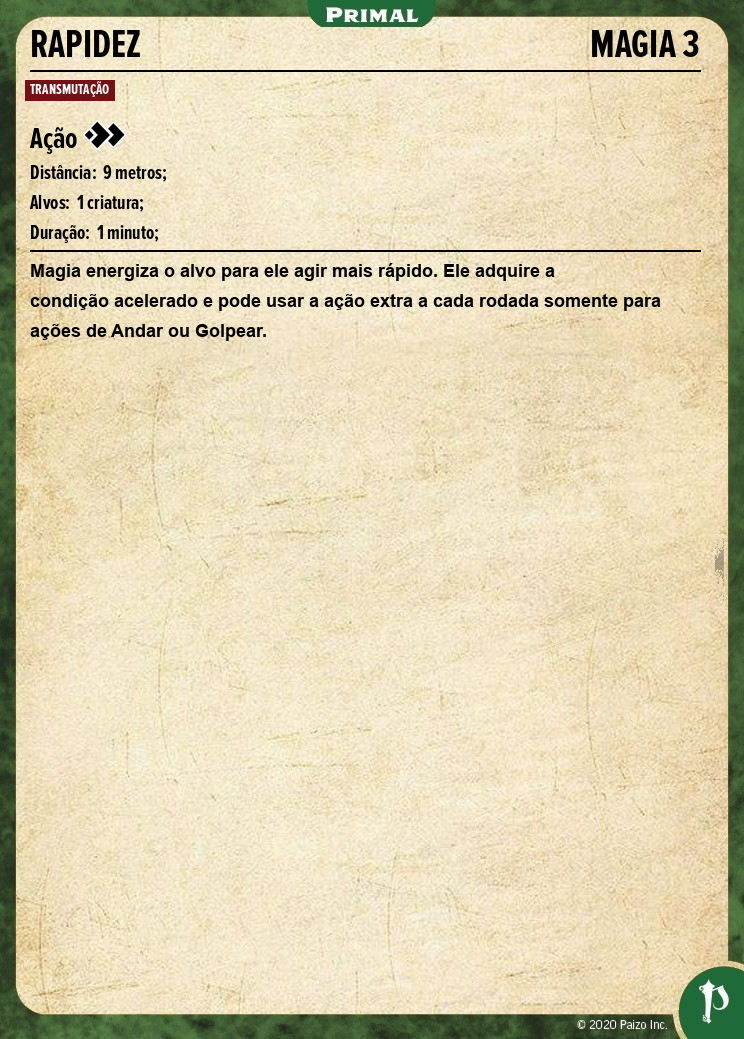 PRIMAL
RAPIDEZ MAGIA 3
TRANSMUTAÇÃO
Ação
Distância: 9 metros;
Alvos: 1 criatura;
Duração: 1 minuto;
Magia energiza o alvo para ele agir mais rápido. Ele adquire a
condição acelerado e pode usar a ação extra a cada rodada somente para
ações de Andar ou Golpear.
© 2020 Paizo Inc.
P